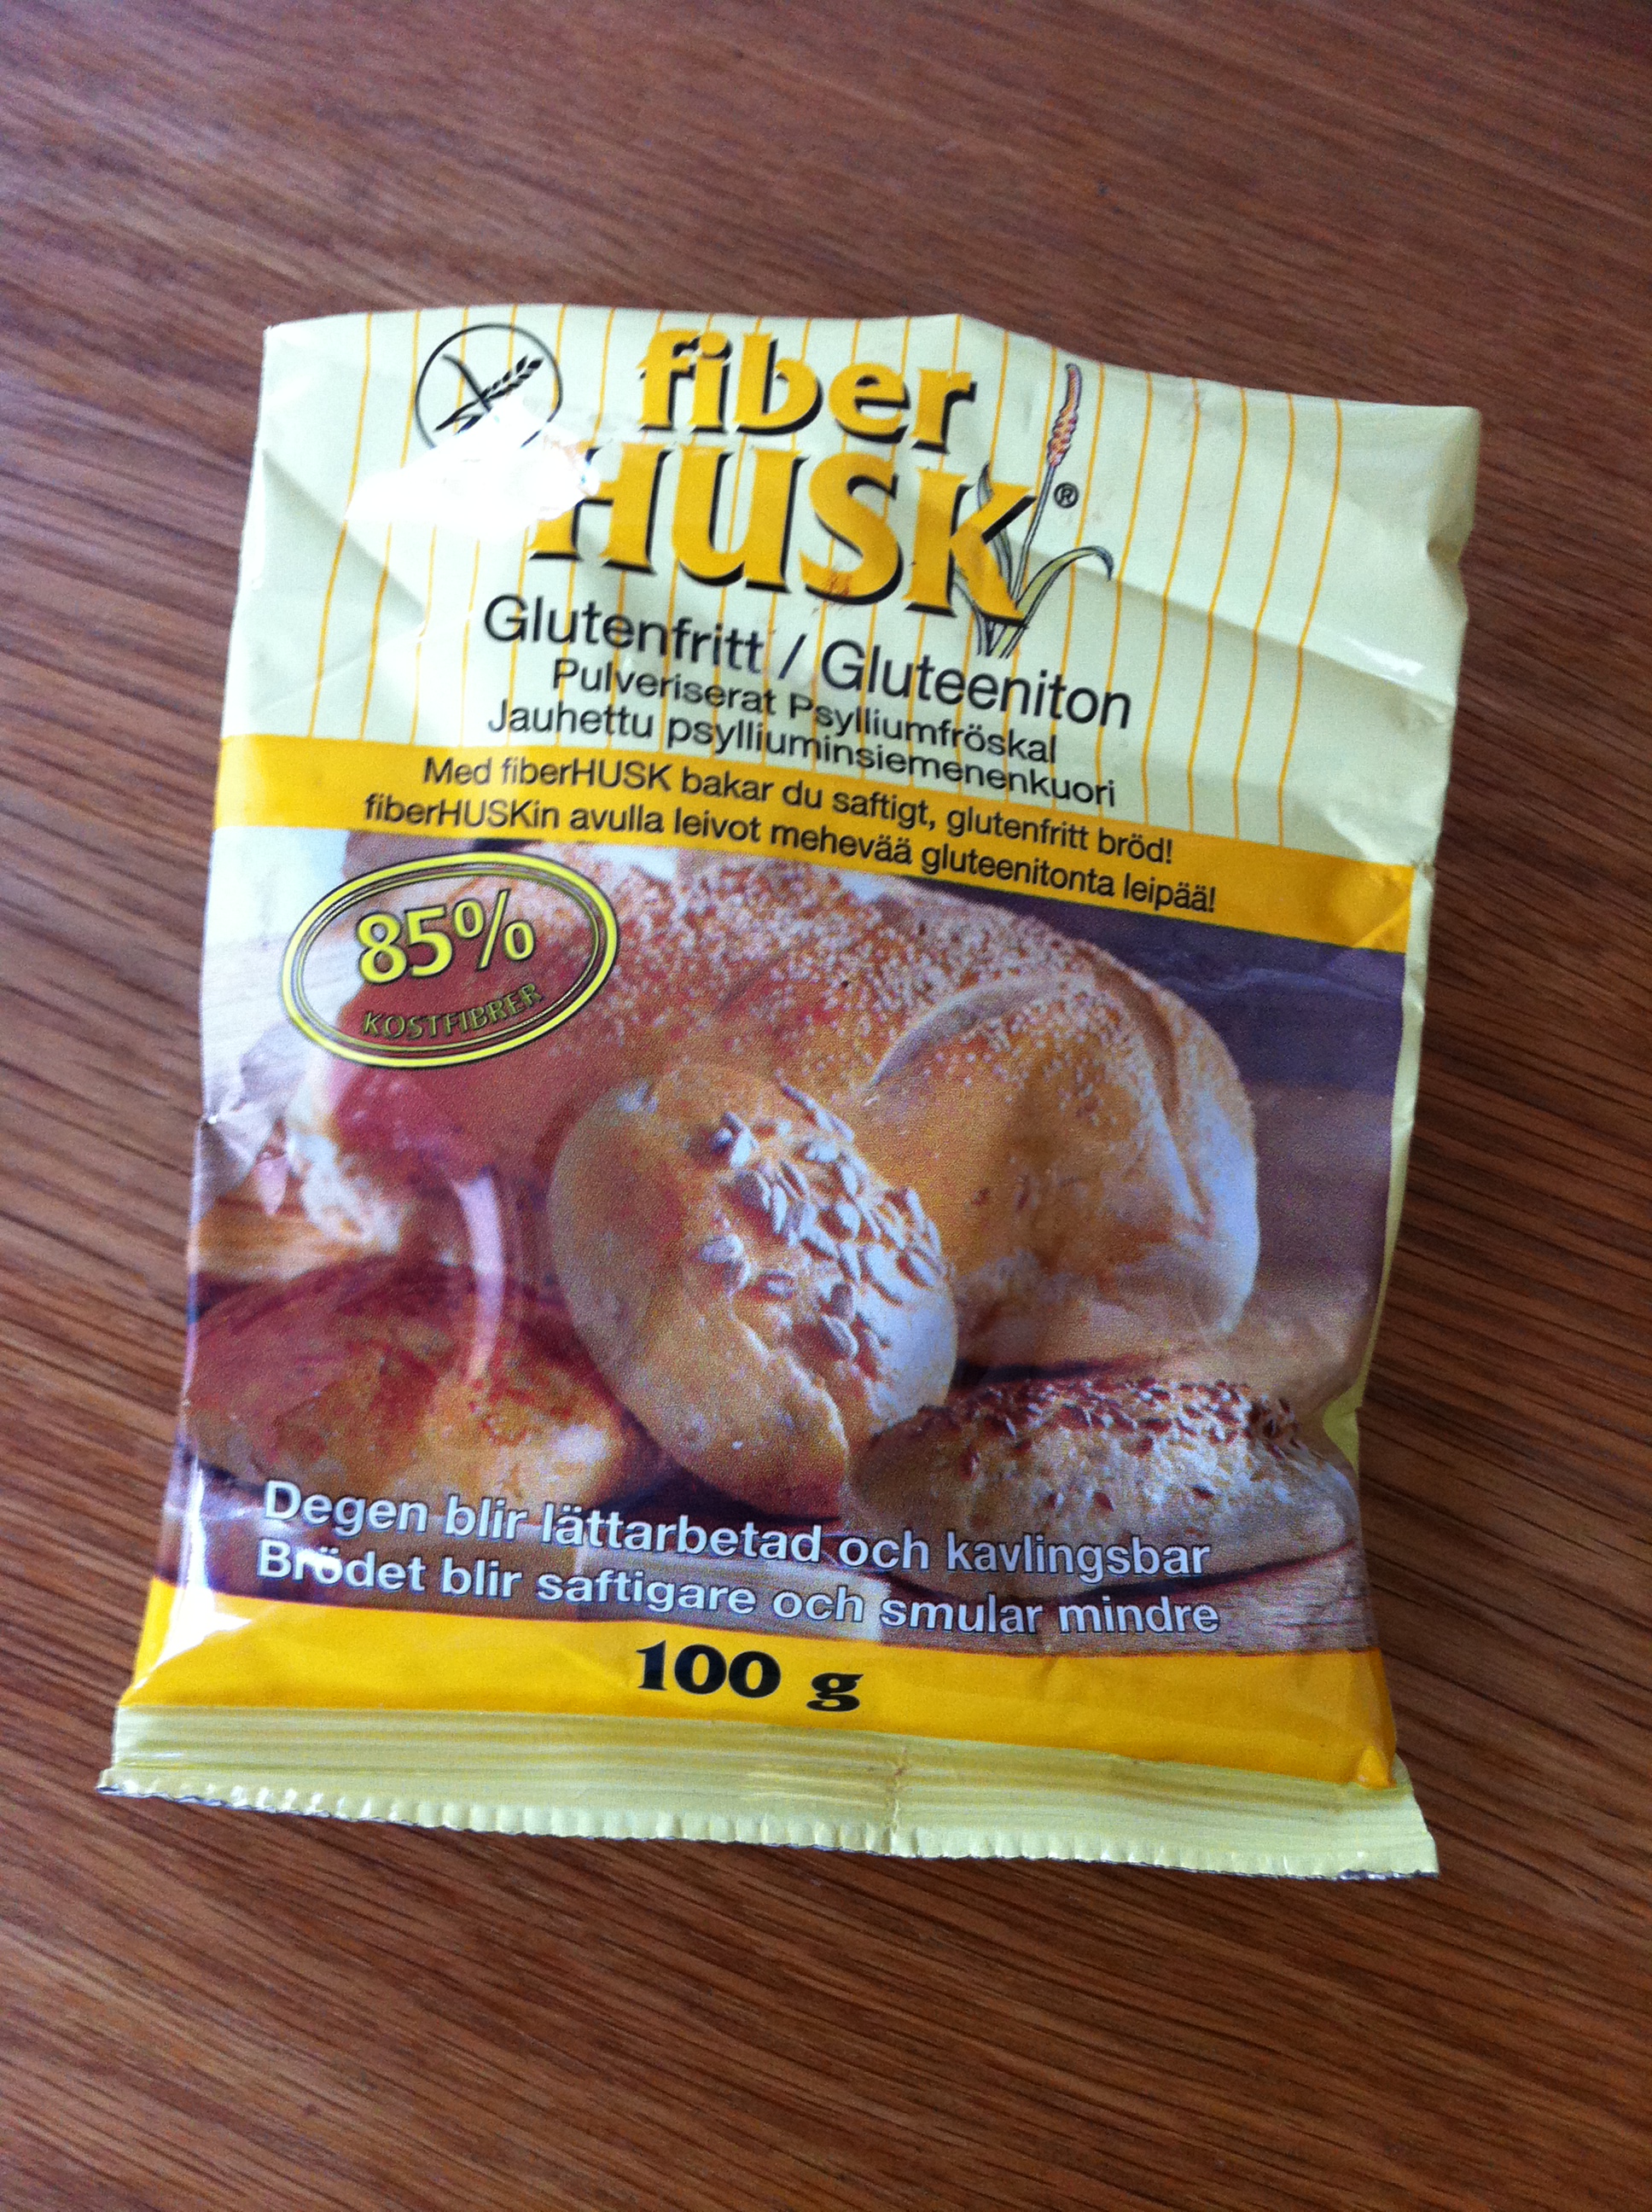 fiber
HUSK®
Glutenfritt / Gluteeniton
Pulveriserat Psylliumfröskal
Jauhettu psylliuminsiemenenkuori
Med fiberHUSK bakar du saftigt, glutenfritt bröd!
fiberHUSKin avulla leivot mehevää gluteenitonta leipää!
85%
KOSTFIBRER
Degen blir lättarbetad och kavlingsbar
Brödet blir saftigare och smular mindre
100 g